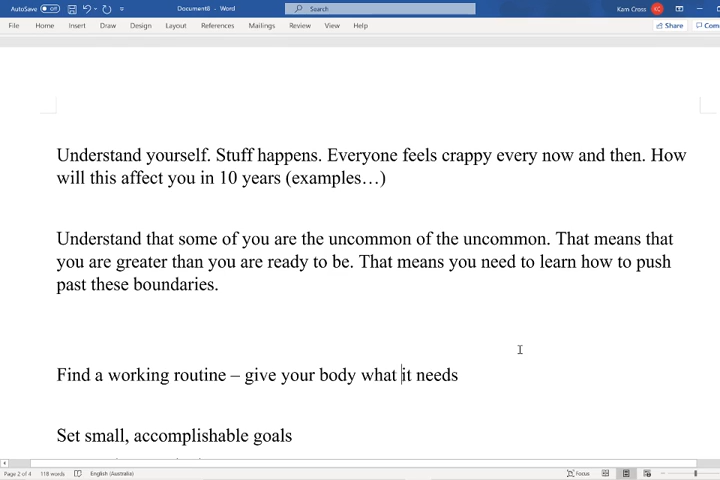 AutoSave Off Document8 - Word Search Kam Cross KC
File Home Insert Draw Design Layout References Mailings Review View Help Share Com
Understand yourself. Stuff happens. Everyone feels crappy every now and then. How
will this affect you in 10 years (examples…)
Understand that some of you are the uncommon of the uncommon. That means that
you are greater than you are ready to be. That means you need to learn how to push
past these boundaries.
Find a working routine – give your body what it needs
Set small, accomplishable goals
Page 2 of 4 118 words English (Australia) Focus